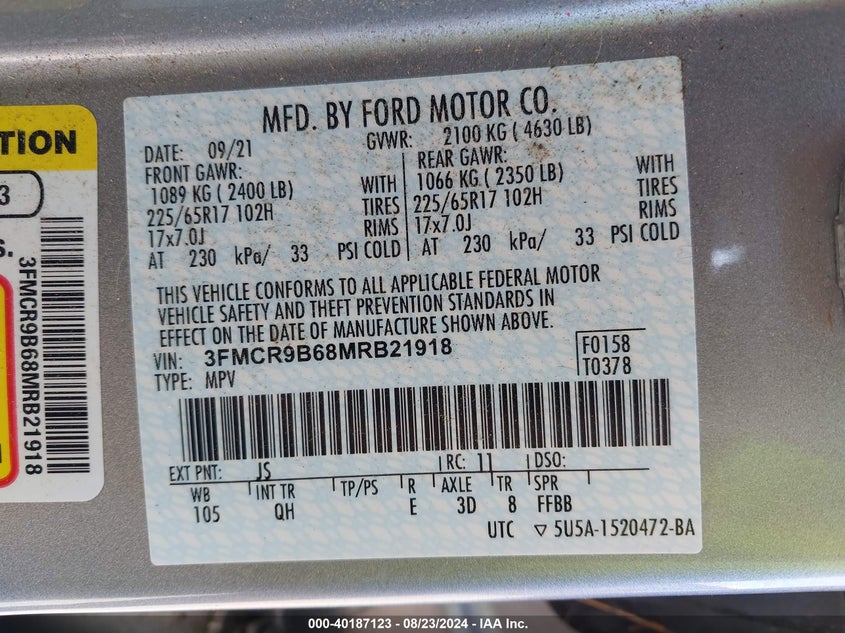 TION
3
S.
3FMCR9B68MRB21918
MFD. BY FORD MOTOR CO.
DATE: 09/21 GVWR: 2100 KG ( 4630 LB)
FRONT GAWR: REAR GAWR:
1089 KG ( 2400 LB) WITH 1066 KG ( 2350 LB) WITH
225/65R17 102H TIRES 225/65R17 102H TIRES
17x7.0J RIMS 17x7.0J RIMS
AT 230 kPa/ 33 PSI COLD AT 230 kPa/ 33 PSI COLD
THIS VEHICLE CONFORMS TO ALL APPLICABLE FEDERAL MOTOR
VEHICLE SAFETY AND THEFT PREVENTION STANDARDS IN
EFFECT ON THE DATE OF MANUFACTURE SHOWN ABOVE.
VIN: 3FMCR9B68MRB21918 F0158
TYPE: MPV T0378
EXT PNT: JS RC: 11 DSO:
WB INT TR TP/PS R AXLE TR SPR
105 QH E 3D 8 FFBB
UTC ▽ 5U5A-1520472-BA
000-40187123 - 08/23/2024 - IAA Inc.